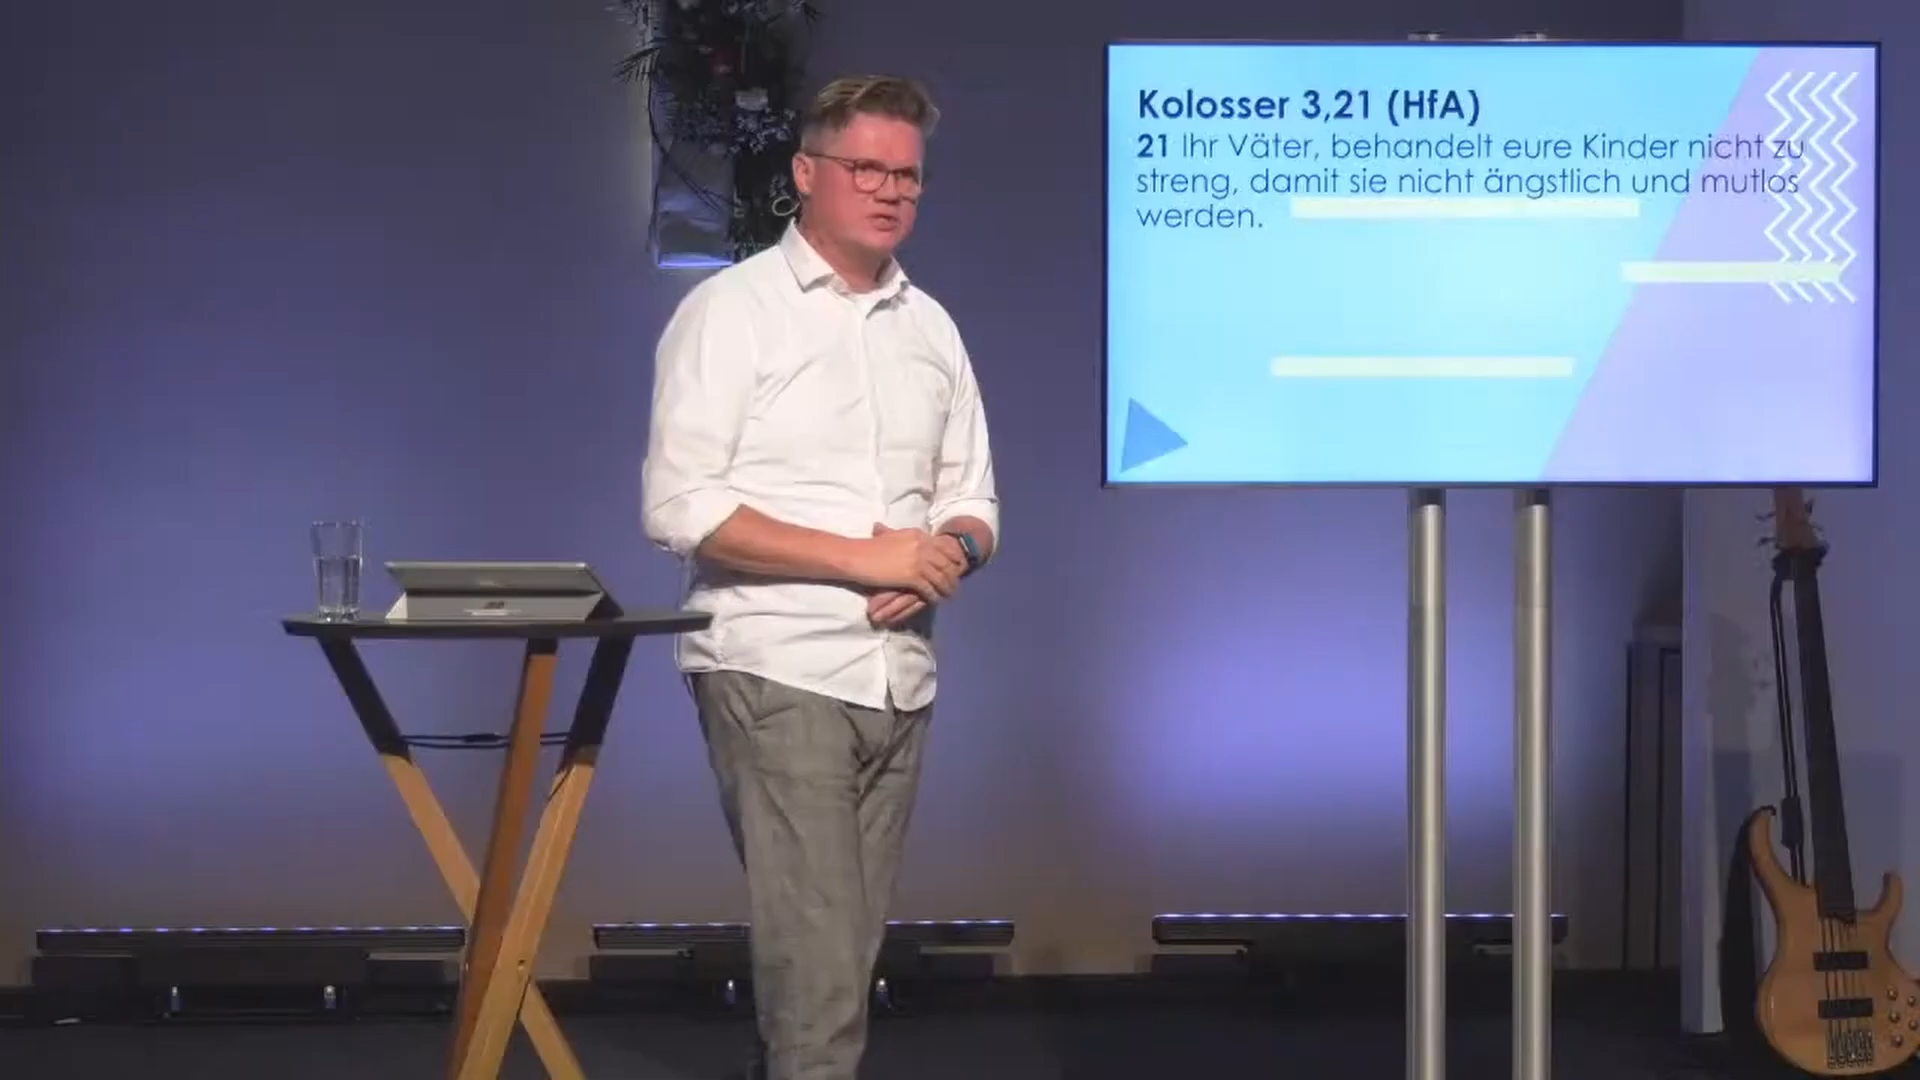 Kolosser 3,21 (HfA)
21 Ihr Väter, behandelt eure Kinder nicht zu
streng, damit sie nicht ängstlich und mutlos
werden.